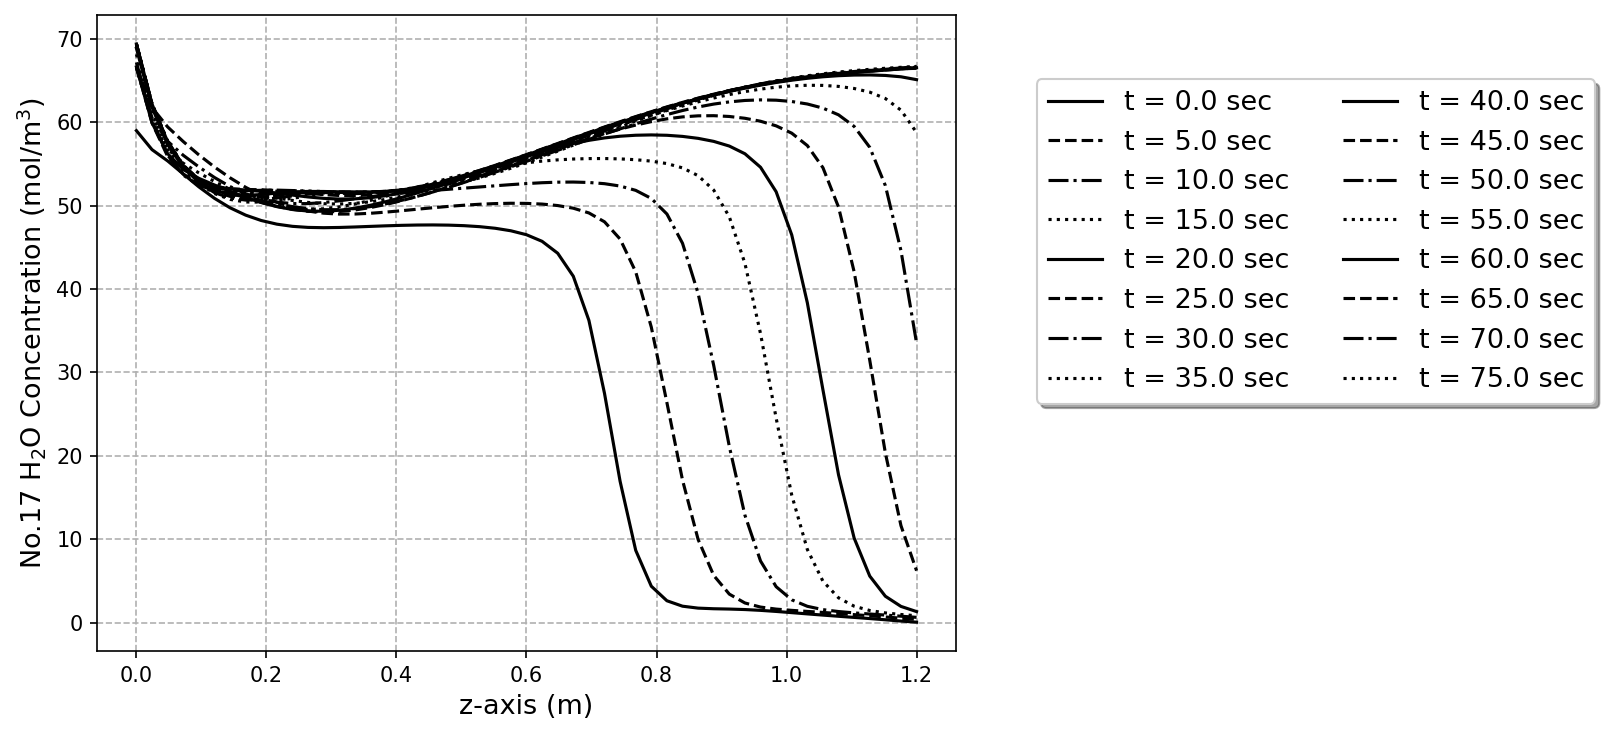 No.17 H₂O Concentration (mol/m³)
70
60
50
40
30
20
10
0
0.0 0.2 0.4 0.6 0.8 1.0 1.2
z-axis (m)
t = 0.0 sec
t = 5.0 sec
t = 10.0 sec
t = 15.0 sec
t = 20.0 sec
t = 25.0 sec
t = 30.0 sec
t = 35.0 sec
t = 40.0 sec
t = 45.0 sec
t = 50.0 sec
t = 55.0 sec
t = 60.0 sec
t = 65.0 sec
t = 70.0 sec
t = 75.0 sec